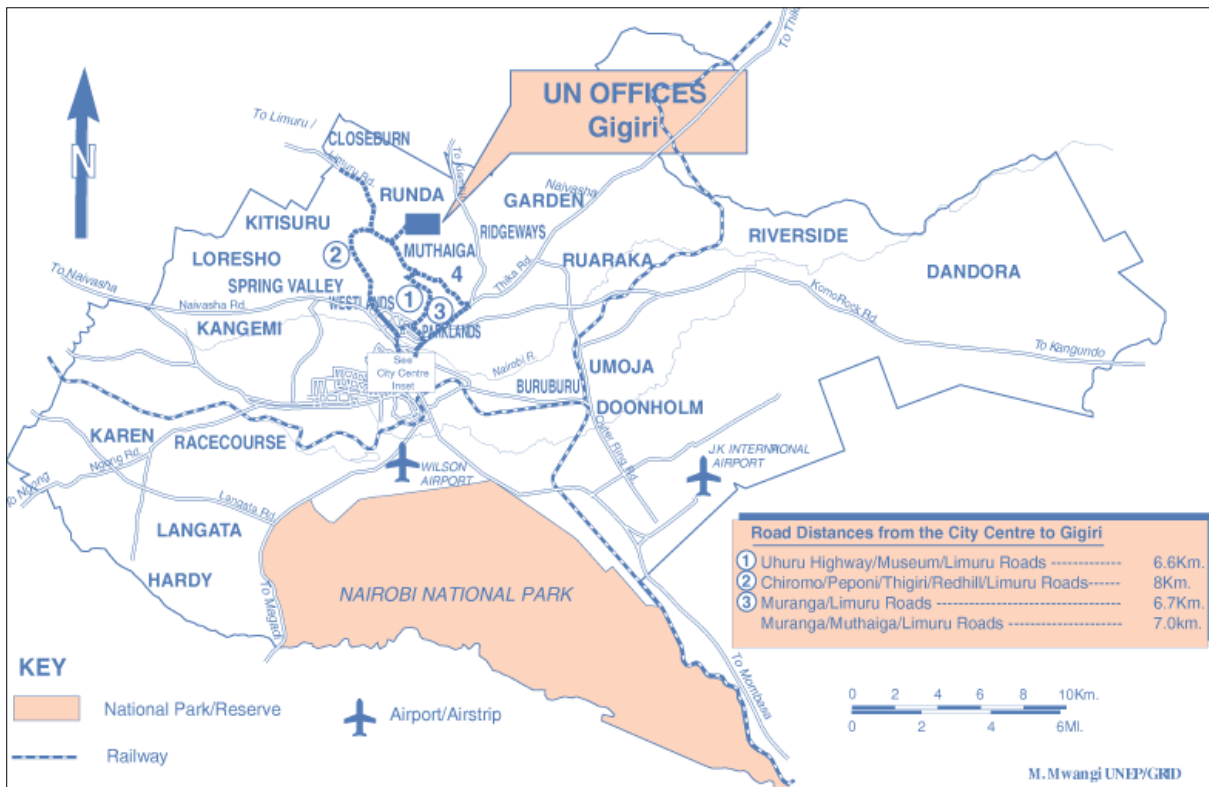 To Thika
UN OFFICES
Gigiri
To Limuru /
CLOSEBURN
N
Limuru Rd.
To Kiambu
RUNDA
Naivasha
GARDEN
KITISURU
RIDGEWAYS
RIVERSIDE
2
MUTHAIGA
LORESHO
RUARAKA
DANDORA
4
To Naivasha
SPRING VALLEY
Thika Rd.
1
WESTLANDS
Naivasha Rd.
3
KomoRock Rd.
KANGEMI
PARKLANDS
To Kangundo
See
City Centre
Inset
Nairobi R.
UMOJA
BURUBURU
DOONHOLM
KAREN
RACECOURSE
Outer Ring Rd.
Ngong Rd.
J.K INTERNATIONAL
AIRPORT
WILSON
AIRPORT
To Ngong
Langata Rd.
LANGATA
HARDY
NAIROBI NATIONAL PARK
To Magadi
To Mombasa
Road Distances from the City Centre to Gigiri
1 Uhuru Highway/Museum/Limuru Roads ------------- 6.6Km.
2 Chiromo/Peponi/Thigiri/Redhill/Limuru Roads------ 8Km.
3 Muranga/Limuru Roads ------------------------------------ 6.7Km.
Muranga/Muthaiga/Limuru Roads ---------------------- 7.0km.
KEY
National Park/Reserve
Airport/Airstrip
Railway
0 2 4 6 8 10Km.
0 2 4 6Ml.
M. Mwangi UNEP/GRID